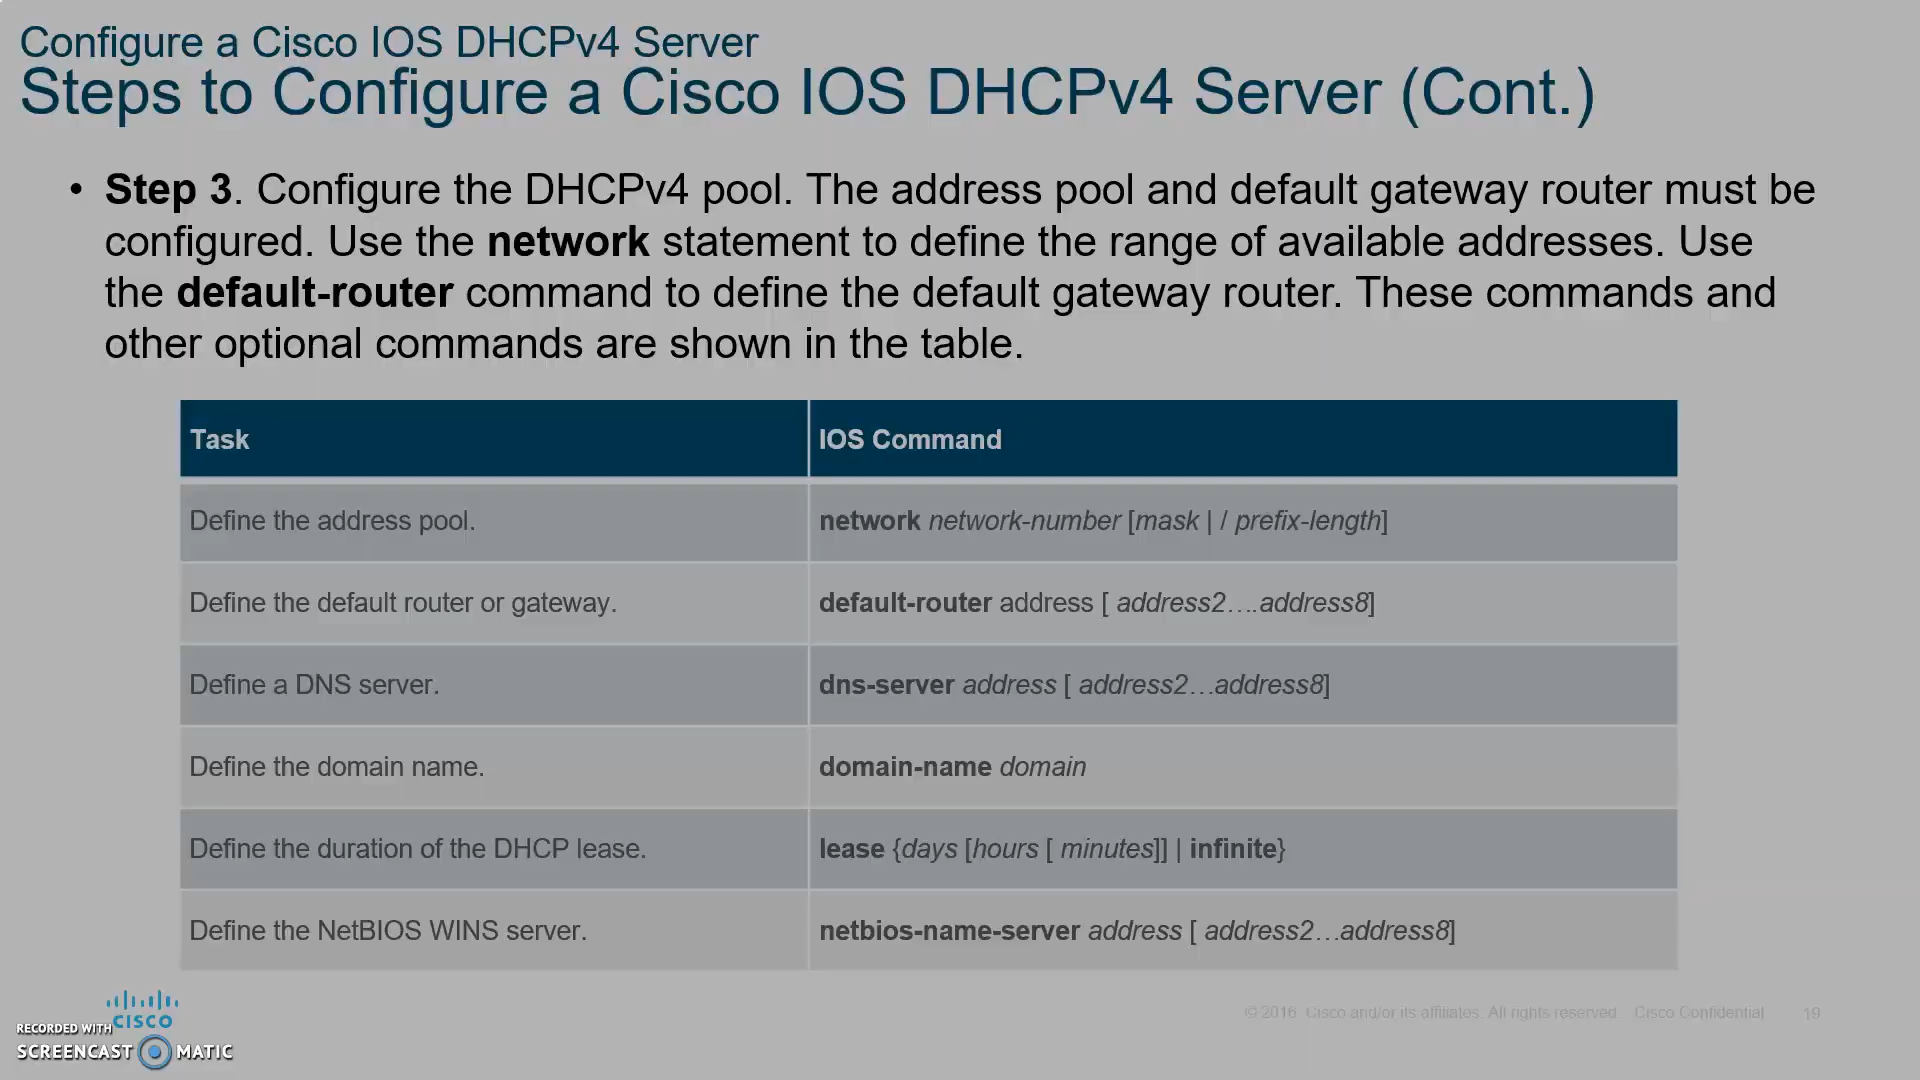 Configure a Cisco IOS DHCPv4 Server
Steps to Configure a Cisco IOS DHCPv4 Server (Cont.)
• Step 3. Configure the DHCPv4 pool. The address pool and default gateway router must be
configured. Use the network statement to define the range of available addresses. Use
the default-router command to define the default gateway router. These commands and
other optional commands are shown in the table.
Task IOS Command
Define the address pool. network network-number [mask | / prefix-length]
Define the default router or gateway. default-router address [ address2….address8]
Define a DNS server. dns-server address [ address2…address8]
Define the domain name. domain-name domain
Define the duration of the DHCP lease. lease {days [hours [ minutes]] | infinite}
Define the NetBIOS WINS server. netbios-name-server address [ address2…address8]
CISCO
RECORDED WITH
SCREENCAST MATIC
© 2016 Cisco and/or its affiliates. All rights reserved. Cisco Confidential 19